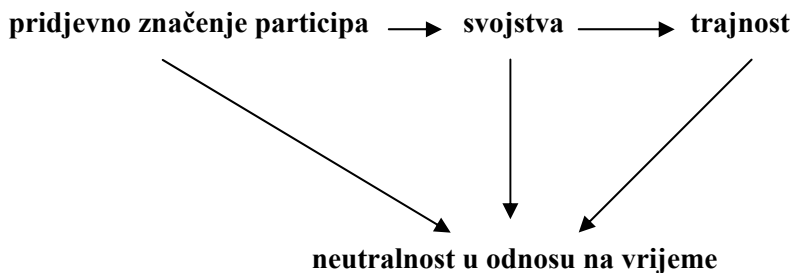 pridjevno značenje participa svojstva trajnost
neutralnost u odnosu na vrijeme